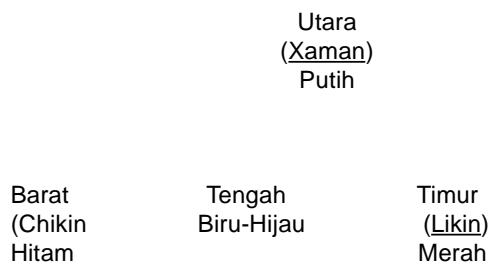 Utara
(Xaman)
Putih
Barat Tengah Timur
(Chikin Biru-Hijau (Likin)
Hitam Merah